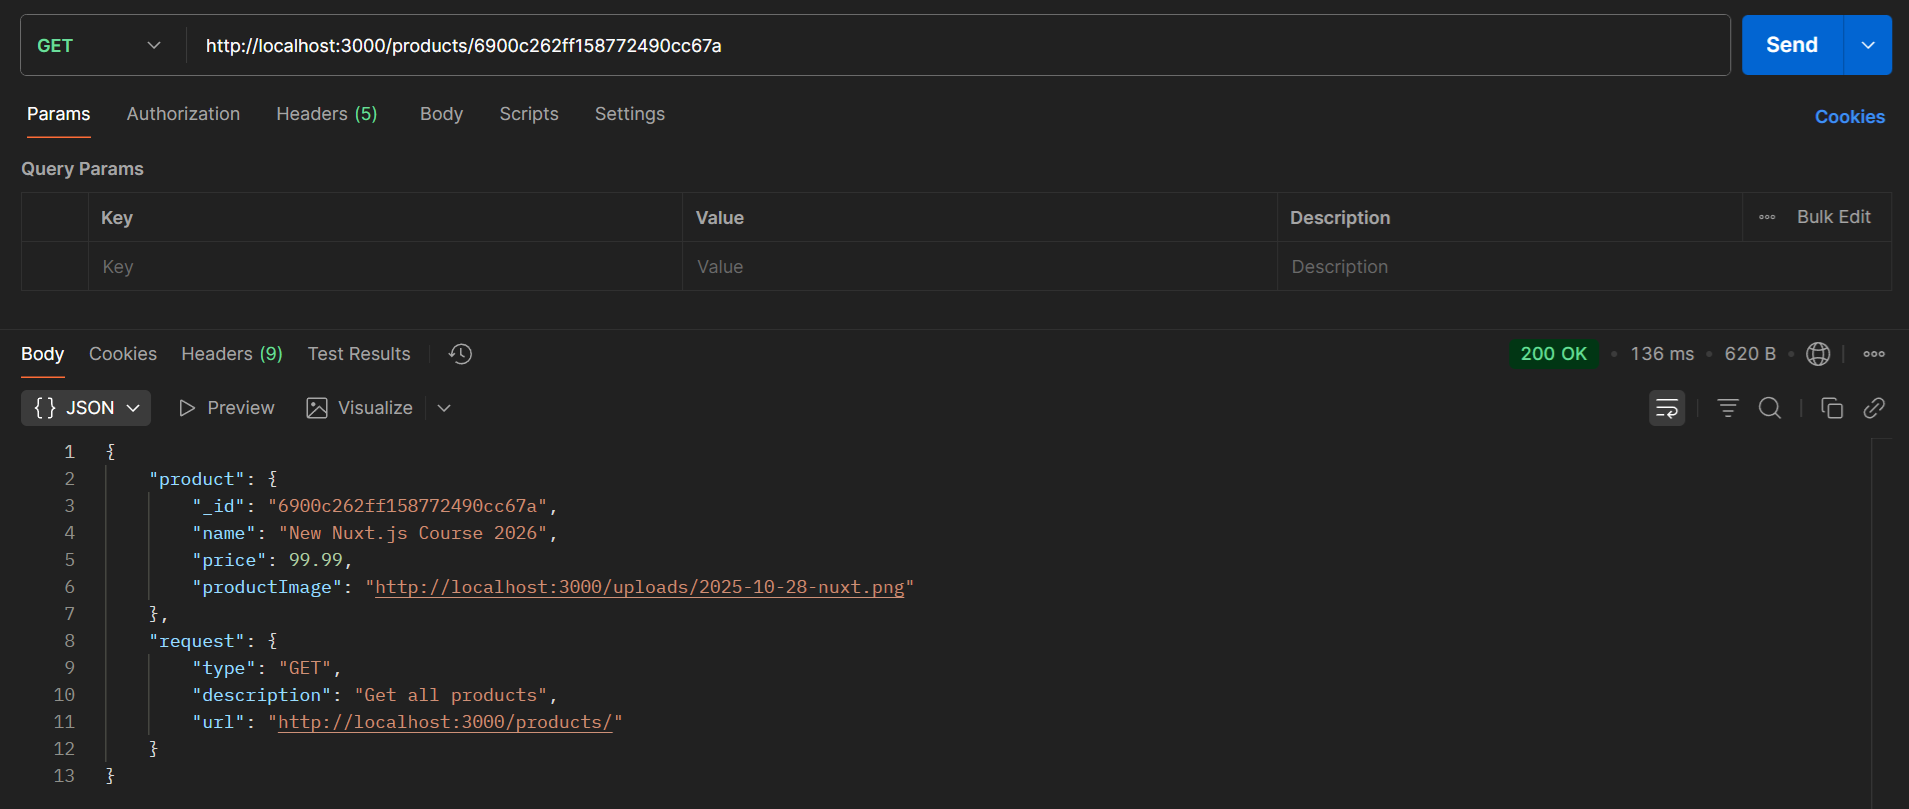 GET http://localhost:3000/products/6900c262ff158772490cc67a Send
Params Authorization Headers (5) Body Scripts Settings Cookies
Query Params
Key Value Description Bulk Edit
Key Value Description
Body Cookies Headers (9) Test Results 200 OK • 136 ms • 620 B •
{} JSON Preview Visualize
1 {
2 "product": {
3 "_id": "6900c262ff158772490cc67a",
4 "name": "New Nuxt.js Course 2026",
5 "price": 99.99,
6 "productImage": "http://localhost:3000/uploads/2025-10-28-nuxt.png"
7 },
8 "request": {
9 "type": "GET",
10 "description": "Get all products",
11 "url": "http://localhost:3000/products/"
12 }
13 }